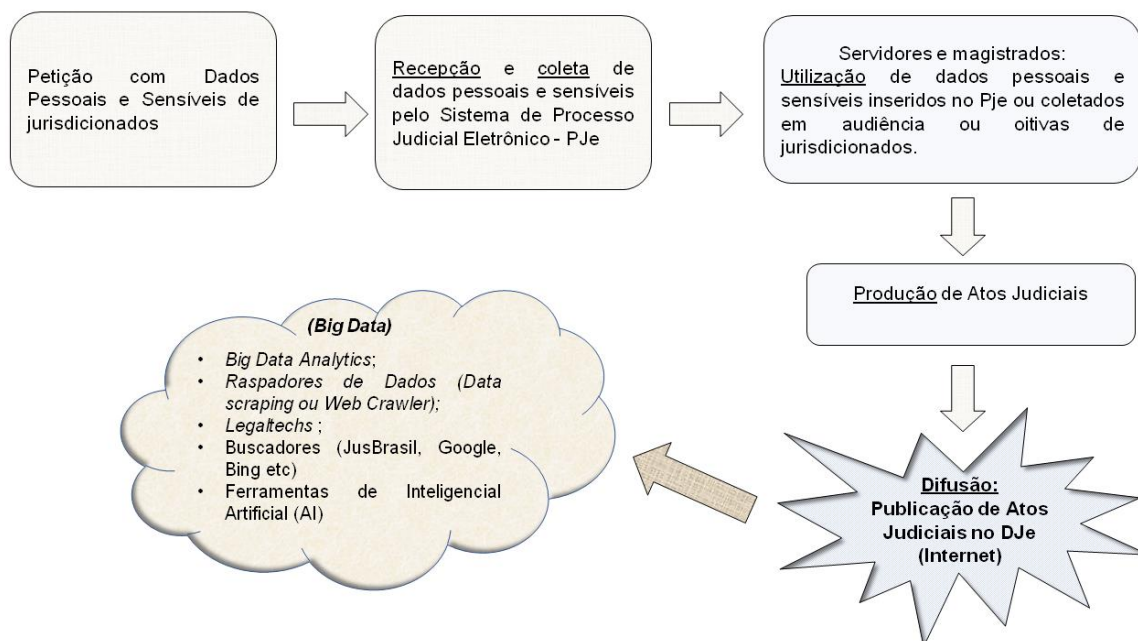 Petição com Dados
Pessoais e Sensíveis de
jurisdicionados
Recepção e coleta de
dados pessoais e sensíveis
pelo Sistema de Processo
Judicial Eletrônico - PJe
Servidores e magistrados:
Utilização de dados pessoais e
sensíveis inseridos no Pje ou coletados
em audiência ou oitivas de
jurisdicionados.
Produção de Atos Judiciais
Difusão:
Publicação de Atos
Judiciais no DJe
(Internet)
(Big Data)
• Big Data Analytics;
• Raspadores de Dados (Data
scraping ou Web Crawler);
• Legaltechs ;
• Buscadores (JusBrasil, Google,
Bing etc)
• Ferramentas de Inteligencial
Artificial (AI)